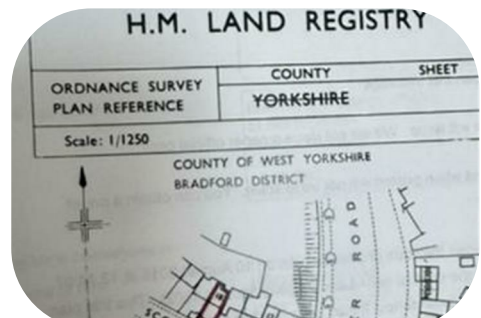 H.M. LAND REGISTRY
ORDNANCE SURVEY
PLAN REFERENCE
COUNTY
SHEET
YORKSHIRE
Scale: 1/1250
COUNTY OF WEST YORKSHIRE
BRADFORD DISTRICT
ROAD